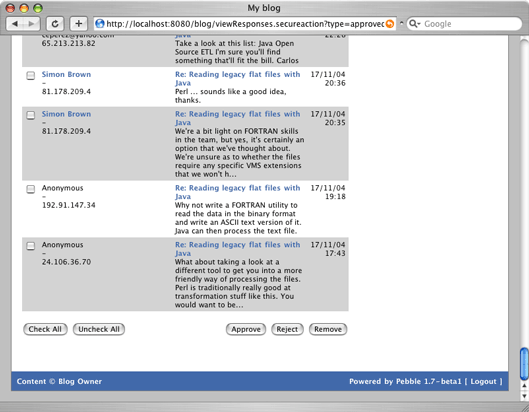 My blog
http://localhost:8080/blog/viewResponses.secureaction?type=approved
Google
65.213.213.82
Take a look at this list: Java Open
Source ETL I'm sure you'll find
something that'll fit the bill. Carlos
Simon Brown
–
81.178.209.4
Re: Reading legacy flat files with
Java
Perl ... sounds like a good idea,
thanks.
17/11/04
20:36
Simon Brown
–
81.178.209.4
Re: Reading legacy flat files with
Java
We're a bit light on FORTRAN skills
in the team, but yes, it's certainly an
option that we've thought about.
We're unsure as to whether the files
require any specific VMS extensions
that we won't h...
17/11/04
20:35
Anonymous
–
192.91.147.34
Re: Reading legacy flat files with
Java
Why not write a FORTRAN utility to
read the data in the binary format
and write an ASCII text version of it.
Java can then process the text file.
17/11/04
19:18
Anonymous
–
24.106.36.70
Re: Reading legacy flat files with
Java
What about taking a look at a
different tool to get you into a more
friendly way of processing the files.
Perl is traditionally really good at
transformation stuff like this. You
would want to be...
17/11/04
17:43
Check All
Uncheck All
Approve
Reject
Remove
Content © Blog Owner
Powered by Pebble 1.7-beta1 [ Logout ]